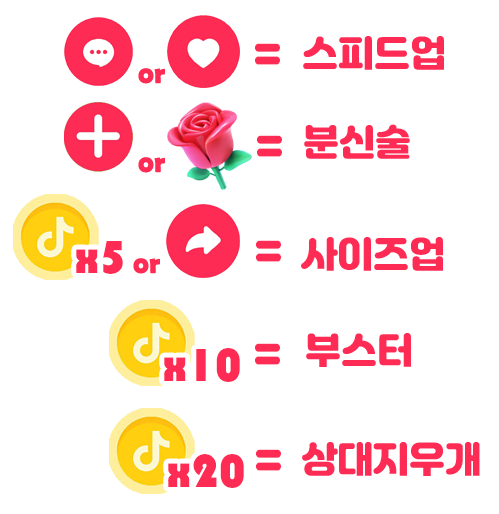 or = 스피드업
or = 분신술
x5 or = 사이즈업
x10 = 부스터
x20 = 상대지우개